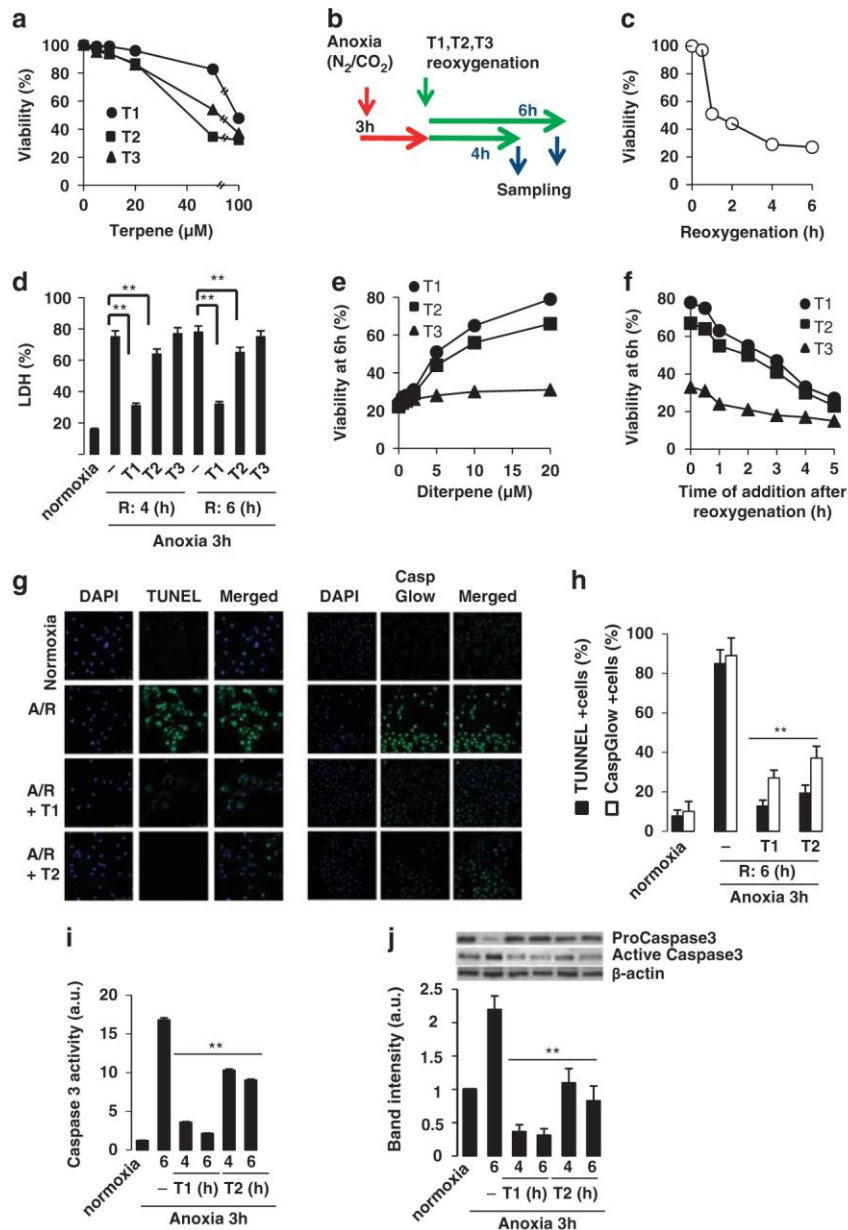 a
Viability (%)
100
80
60
40
20
0
T1
T2
T3
0 20 100
Terpene (µM)
b
Anoxia
(N2/CO2)
T1,T2,T3
reoxygenation
3h
6h
4h
Sampling
c
Viability (%)
100
80
60
40
20
0
0 2 4 6
Reoxygenation (h)
d
LDH (%)
100
80
60
40
20
**
**
**
**
normoxia
– T1 T2 T3 – T1 T2 T3
R: 4 (h) R: 6 (h)
Anoxia 3h
e
Viability at 6h (%)
80
60
40
20
0
T1
T2
T3
0 5 10 15 20
Diterpene (µM)
f
Viability at 6h (%)
80
60
40
20
0
T1
T2
T3
0 1 2 3 4 5
Time of addition after
reoxygenation (h)
g
DAPI TUNEL Merged
DAPI Casp Glow Merged
Normoxia
A/R
A/R
+ T1
A/R
+ T2
h
TUNNEL +cells (%)
CaspGlow +cells (%)
100
80
60
40
20
0
**
normoxia
– T1 T2
R: 6 (h)
Anoxia 3h
i
Caspase 3 activity (a.u.)
20
15
10
5
0
**
normoxia
6 4 6 4 6
– T1 (h) T2 (h)
Anoxia 3h
j
ProCaspase3
Active Caspase3
β-actin
Band intensity (a.u.)
2.5
2
1.5
1
0.5
0
**
normoxia
6 4 6 4 6
– T1 (h) T2 (h)
Anoxia 3h